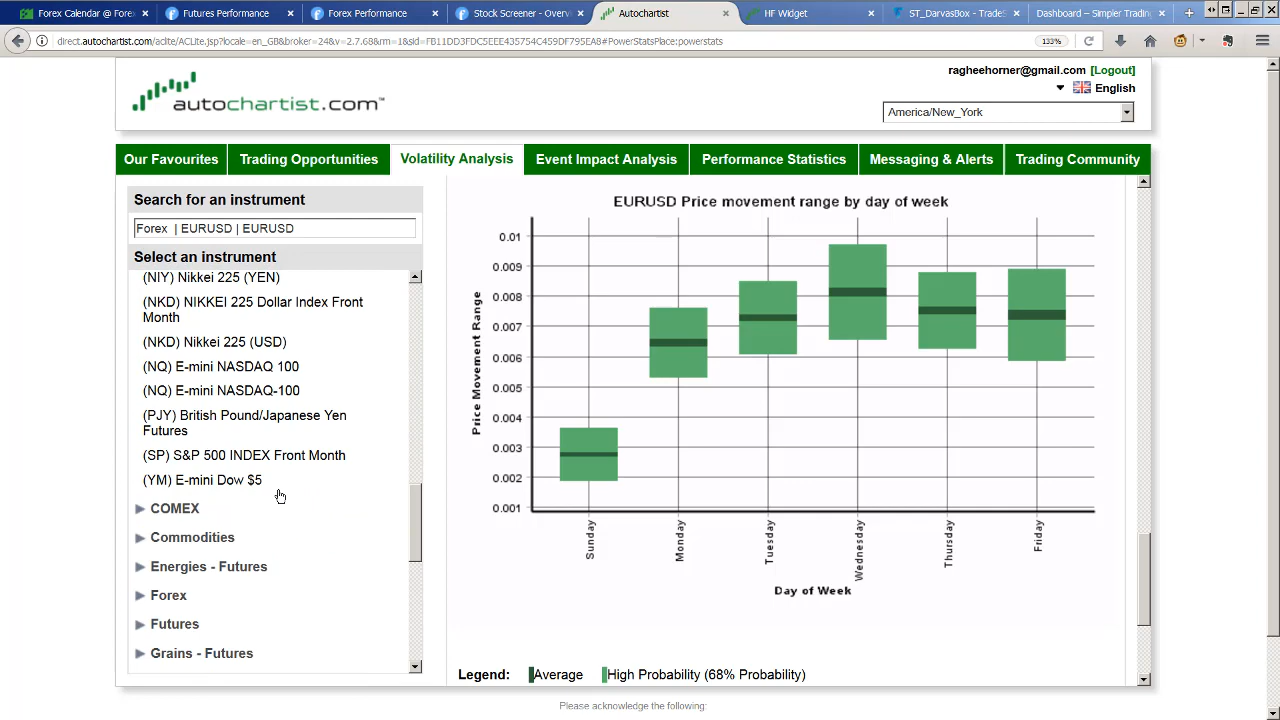 Forex Calendar @ Forex
Futures Performance
Forex Performance
Stock Screener - Overv
Autochartist
HF Widget
ST_DarvasBox - TradeS
Dashboard – Simpler Tradin
direct.autochartist.com/aclite/ACLite.jsp?locale=en_GB&broker=24&v=2.7.68&rm=1&sid=FB11DD3FDC5EEE435754C459DF795EA8#PowerStatsPlace;powerstats
133%
autochartist.com™
ragheehorner@gmail.com [Logout]
English
America/New_York
Our Favourites
Trading Opportunities
Volatility Analysis
Event Impact Analysis
Performance Statistics
Messaging & Alerts
Trading Community
Search for an instrument
Forex | EURUSD | EURUSD
Select an instrument
(NIY) Nikkei 225 (YEN)
(NKD) NIKKEI 225 Dollar Index Front
Month
(NKD) Nikkei 225 (USD)
(NQ) E-mini NASDAQ 100
(NQ) E-mini NASDAQ-100
(PJY) British Pound/Japanese Yen
Futures
(SP) S&P 500 INDEX Front Month
(YM) E-mini Dow $5
COMEX
Commodities
Energies - Futures
Forex
Futures
Grains - Futures
EURUSD Price movement range by day of week
Price Movement Range
0.01
0.009
0.008
0.007
0.006
0.005
0.004
0.003
0.002
0.001
Sunday
Monday
Tuesday
Wednesday
Thursday
Friday
Day of Week
Legend:
Average
High Probability (68% Probability)
Please acknowledge the following: